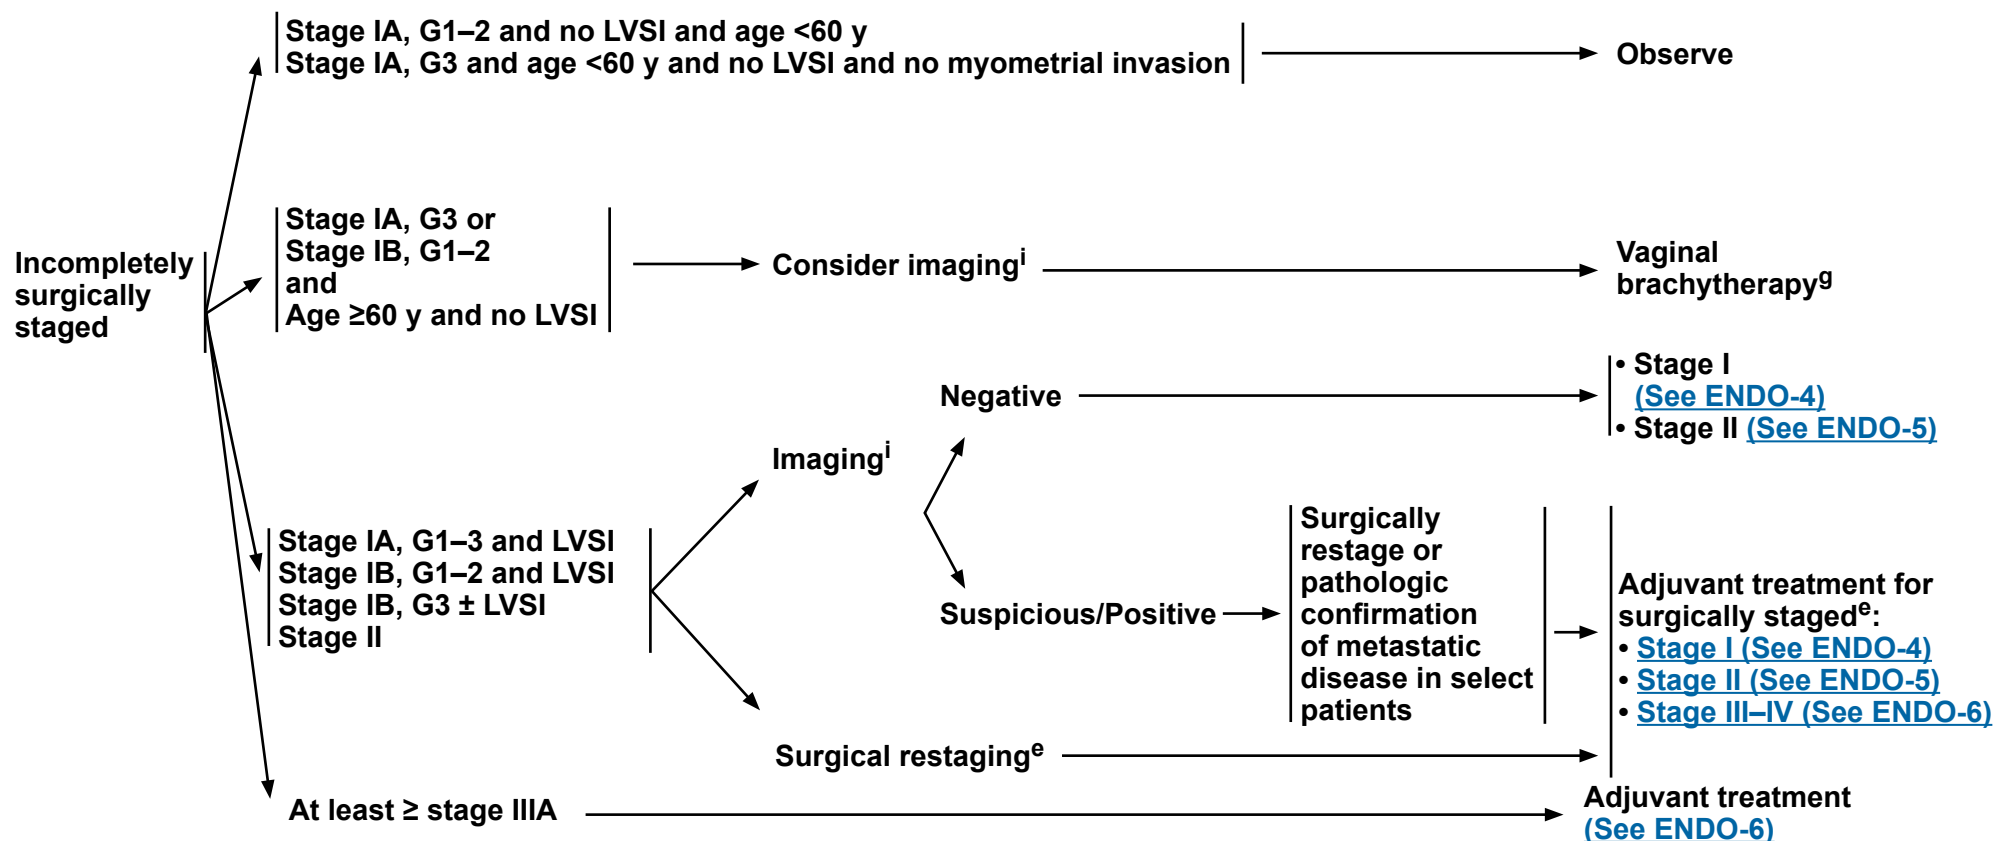 Stage IA, G1–2 and no LVSI and age <60 y
Stage IA, G3 and age <60 y and no LVSI and no myometrial invasion
Observe
Incompletely
surgically
staged
Stage IA, G3 or
Stage IB, G1–2
and
Age ≥60 y and no LVSI
Consider imagingⁱ
Vaginal
brachytherapyᵍ
Stage IA, G1–3 and LVSI
Stage IB, G1–2 and LVSI
Stage IB, G3 ± LVSI
Stage II
Imagingⁱ
Negative
• Stage I
(See ENDO-4)
• Stage II (See ENDO-5)
Suspicious/Positive
Surgically
restage or
pathologic
confirmation
of metastatic
disease in select
patients
Surgical restagingᵉ
Adjuvant treatment for
surgically stagedᵉ:
• Stage I (See ENDO-4)
• Stage II (See ENDO-5)
• Stage III–IV (See ENDO-6)
At least ≥ stage IIIA
Adjuvant treatment
(See ENDO-6)